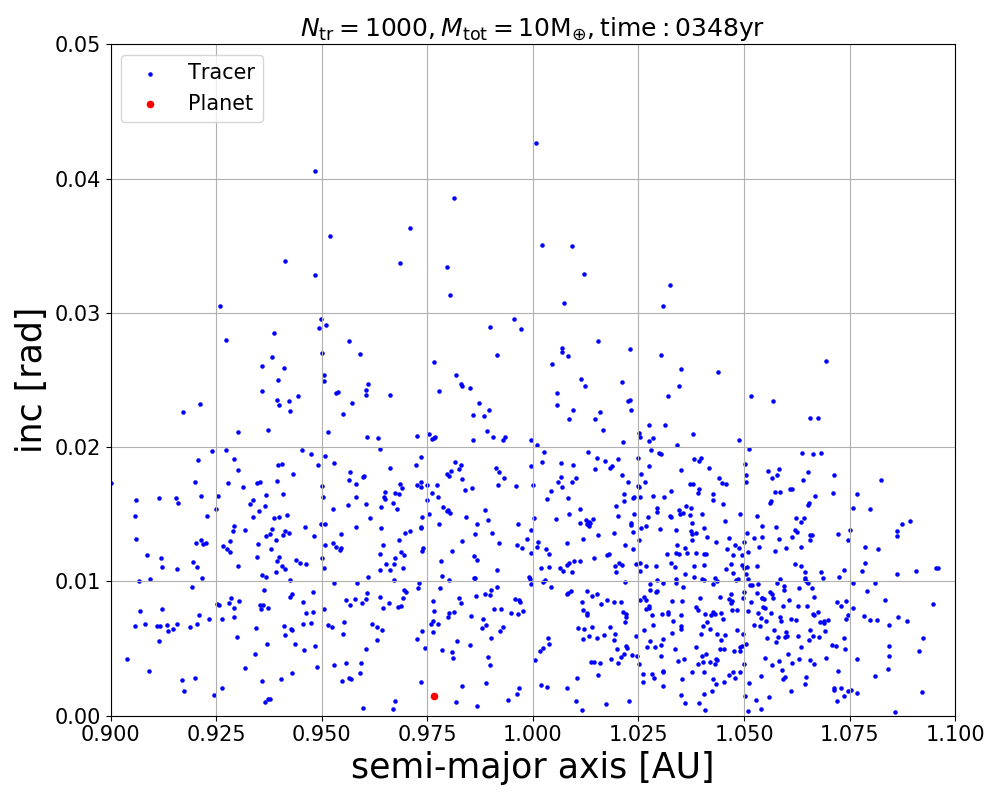 N_tr = 1000, M_tot = 10M_⊕, time : 0348yr
Tracer
Planet
inc [rad]
0.05
0.04
0.03
0.02
0.01
0.00
0.900 0.925 0.950 0.975 1.000 1.025 1.050 1.075 1.100
semi-major axis [AU]